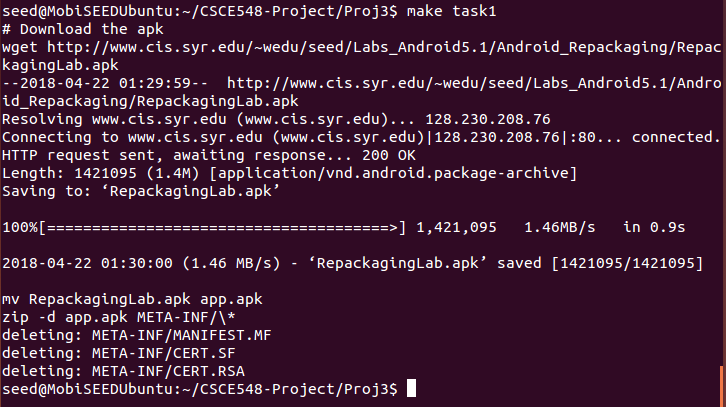 seed@MobiSEEDUbuntu:~/CSCE548-Project/Proj3$ make task1
# Download the apk
wget http://www.cis.syr.edu/~wedu/seed/Labs_Android5.1/Android_Repackaging/Repac
kagingLab.apk
--2018-04-22 01:29:59--  http://www.cis.syr.edu/~wedu/seed/Labs_Android5.1/Andro
id_Repackaging/RepackagingLab.apk
Resolving www.cis.syr.edu (www.cis.syr.edu)... 128.230.208.76
Connecting to www.cis.syr.edu (www.cis.syr.edu)|128.230.208.76|:80... connected.
HTTP request sent, awaiting response... 200 OK
Length: 1421095 (1.4M) [application/vnd.android.package-archive]
Saving to: ‘RepackagingLab.apk’
100%[======================================>] 1,421,095   1.46MB/s   in 0.9s
2018-04-22 01:30:00 (1.46 MB/s) - ‘RepackagingLab.apk’ saved [1421095/1421095]
mv RepackagingLab.apk app.apk
zip -d app.apk META-INF/\*
deleting: META-INF/MANIFEST.MF
deleting: META-INF/CERT.SF
deleting: META-INF/CERT.RSA
seed@MobiSEEDUbuntu:~/CSCE548-Project/Proj3$